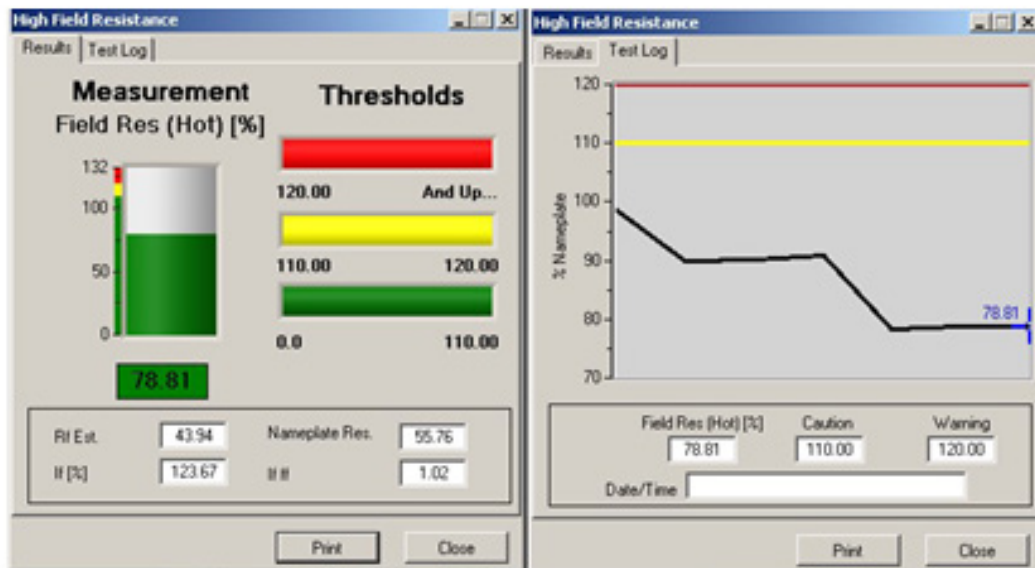 High Field Resistance
Results Test Log
Measurement
Field Res (Hot) [%]
132
100
50
0
78.81
Thresholds
120.00 And Up...
110.00 120.00
0.0 110.00
Rf Est. 43.94 Nameplate Res. 55.76
If [%] 123.67 If ff 1.02
Print Close
High Field Resistance
Results Test Log
% Nameplate
120
110
100
90
80
70
78.81
Field Res (Hot) [%] Caution Warning
78.81 110.00 120.00
Date/Time
Print Close